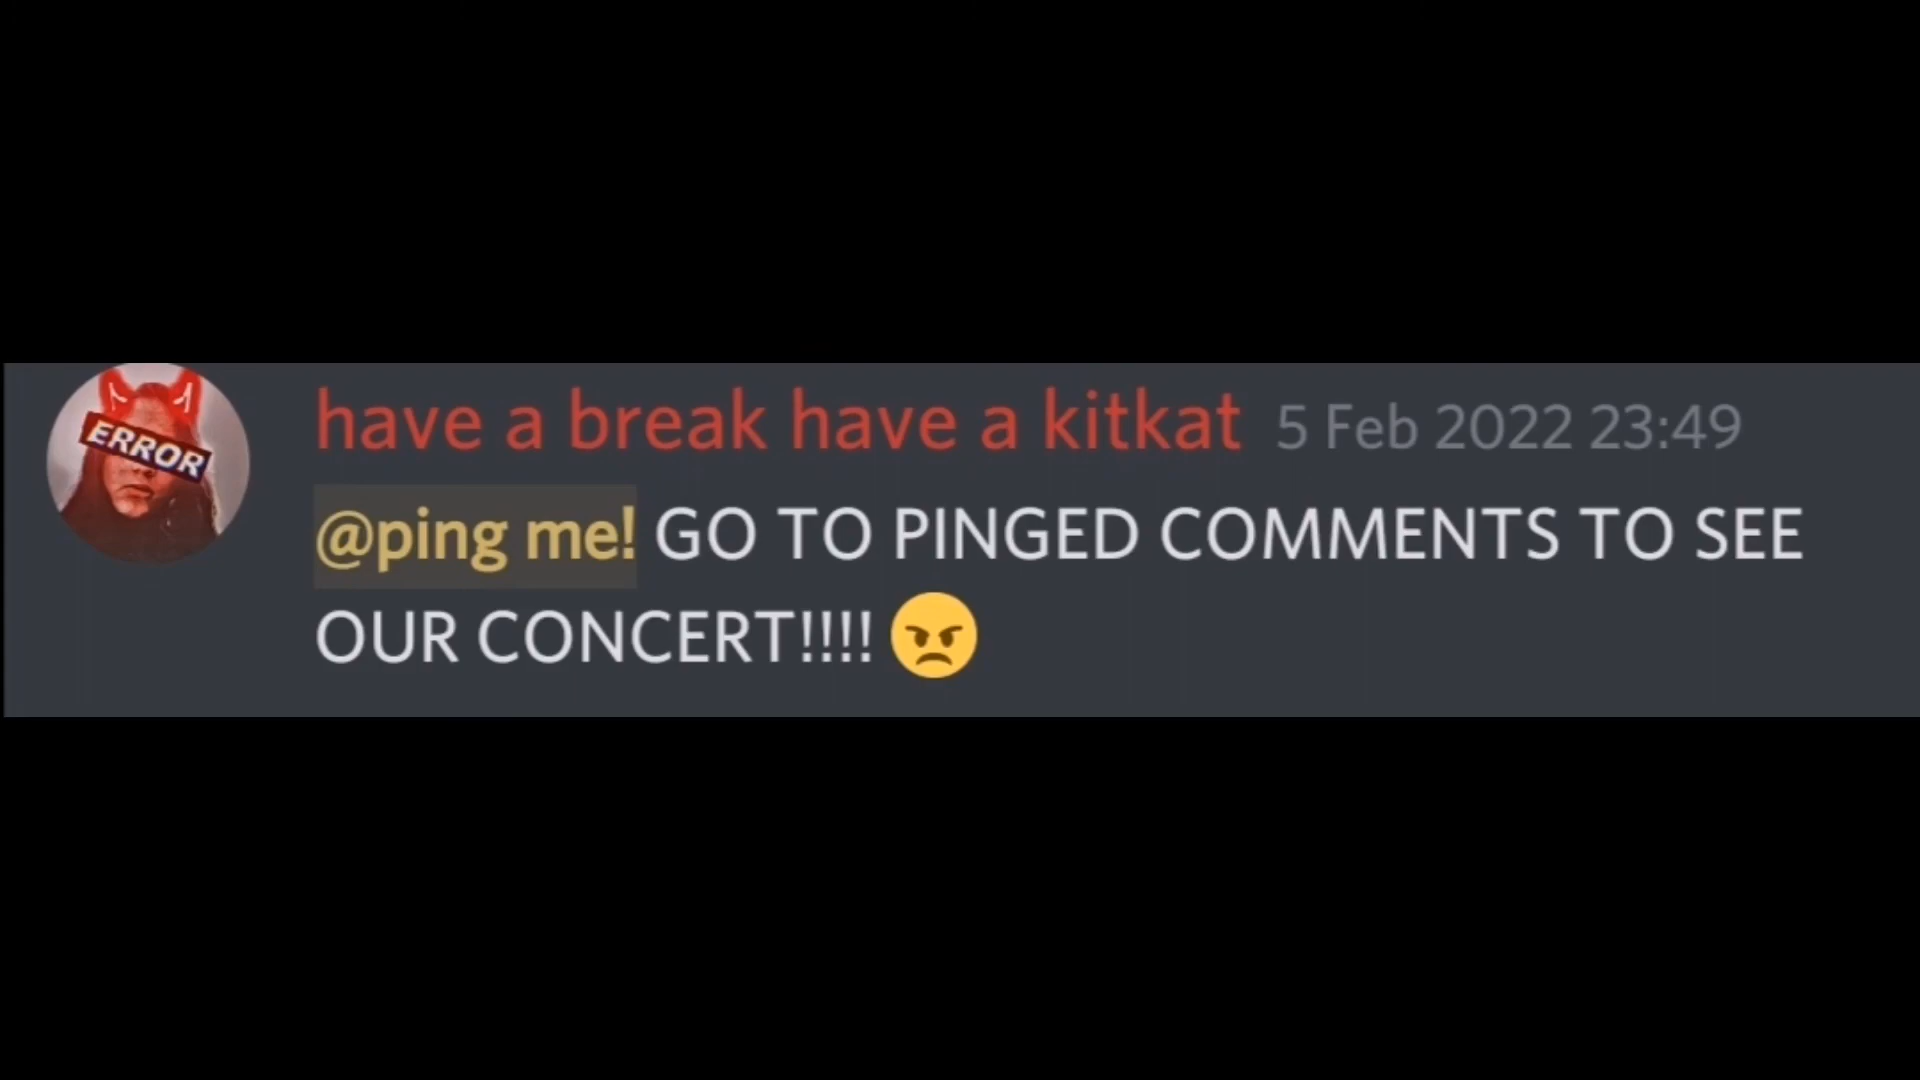 ERROR
have a break have a kitkat 5 Feb 2022 23:49
@ping me! GO TO PINGED COMMENTS TO SEE
OUR CONCERT!!!! 😠